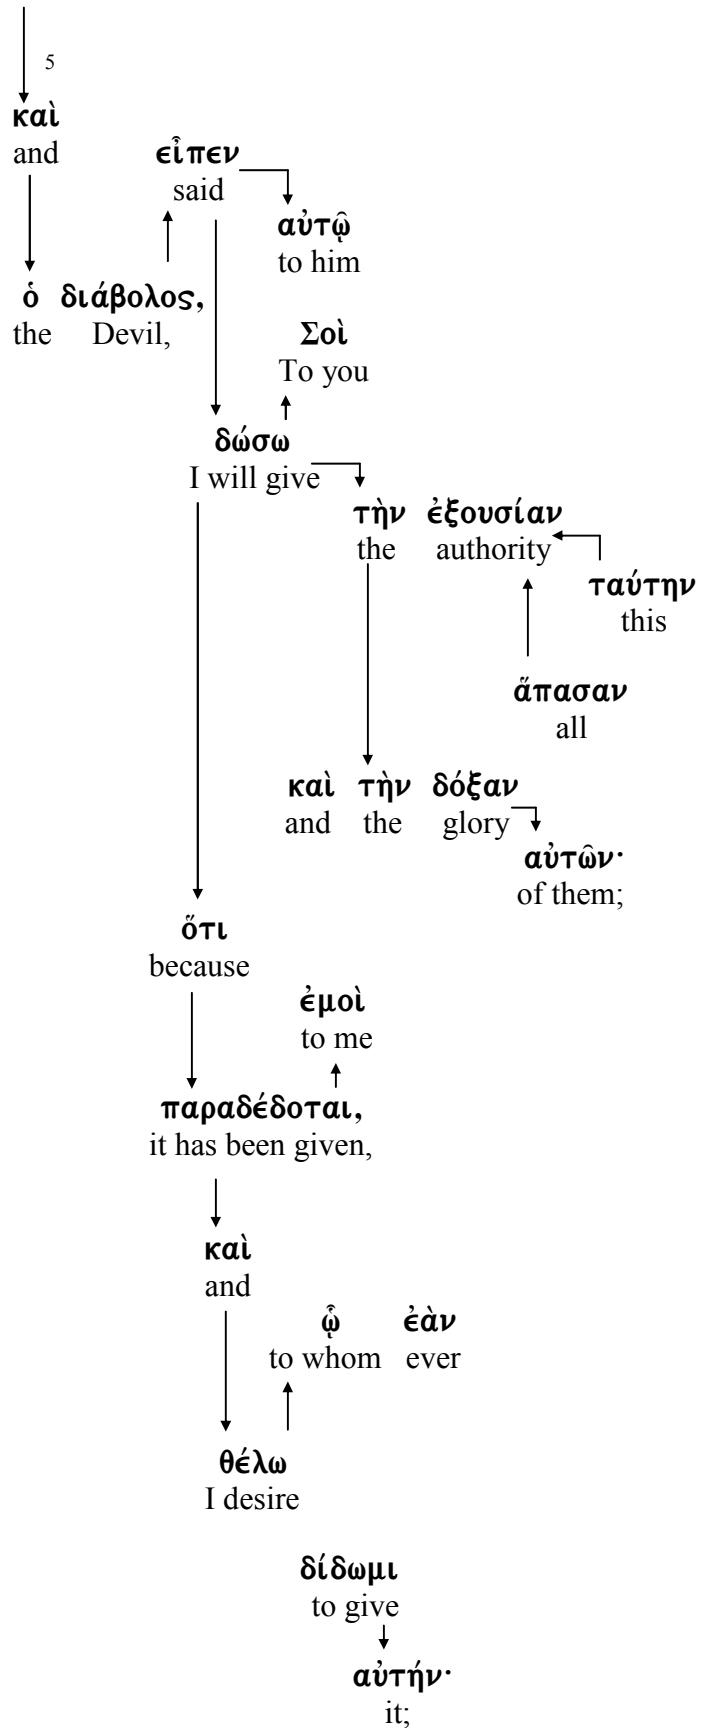 5
καὶ
and
εἶπεν
said
αὐτῷ
to him
ὁ διάβολος,
the Devil,
Σοὶ
To you
δώσω
I will give
τὴν ἐξουσίαν
the authority
ταύτην
this
ἅπασαν
all
καὶ τὴν δόξαν
and the glory
αὐτῶν·
of them;
ὅτι
because
ἐμοὶ
to me
παραδέδοται,
it has been given,
καὶ
and
ᾧ ἐὰν
to whom ever
θέλω
I desire
δίδωμι
to give
αὐτήν·
it;